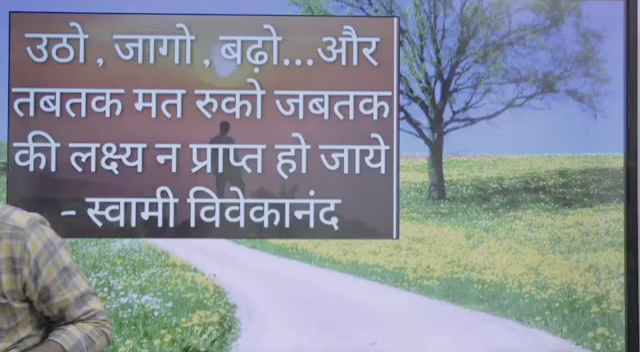 उठो , जागो , बढ़ो...और
तबतक मत रुको जबतक
की लक्ष्य न प्राप्त हो जाये
- स्वामी विवेकानंद